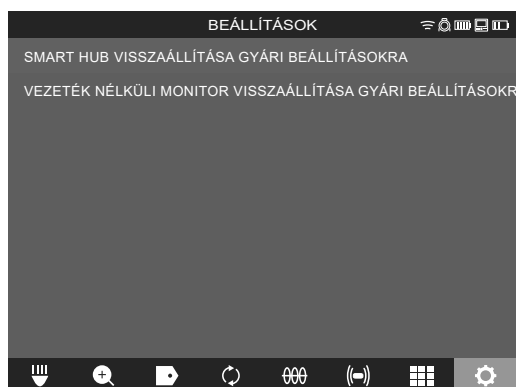 BEÁLLÍTÁSOK
SMART HUB VISSZAÁLLÍTÁSA GYÁRI BEÁLLÍTÁSOKRA
VEZETÉK NÉLKÜLI MONITOR VISSZAÁLLÍTÁSA GYÁRI BEÁLLÍTÁSOKR